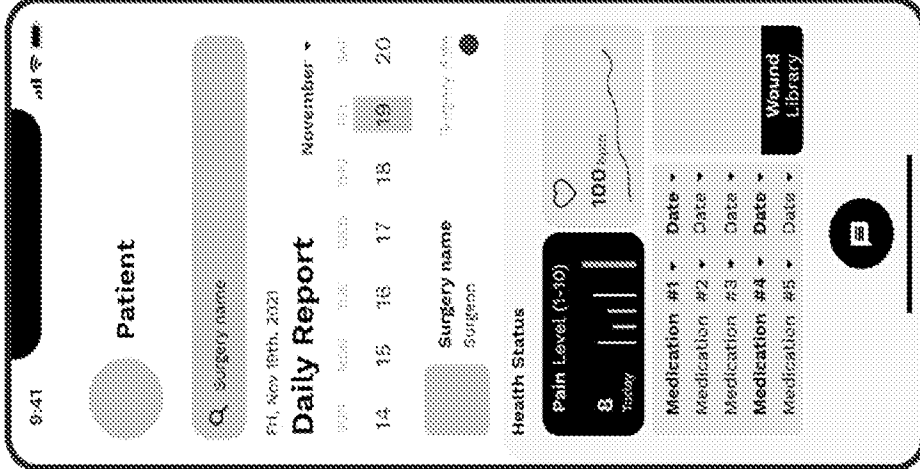 9:41
Patient
Surgery name
Fri, Nov 19th, 2021
Daily Report
November
14 15 16 17 18 19 20
Surgery name
Surgeon
Health Status
Pain Level (1-10)
8
Today
100 bpm
Medication #1 Date
Medication #2 Date
Medication #3 Date
Medication #4 Date
Medication #5 Date
Wound
Library